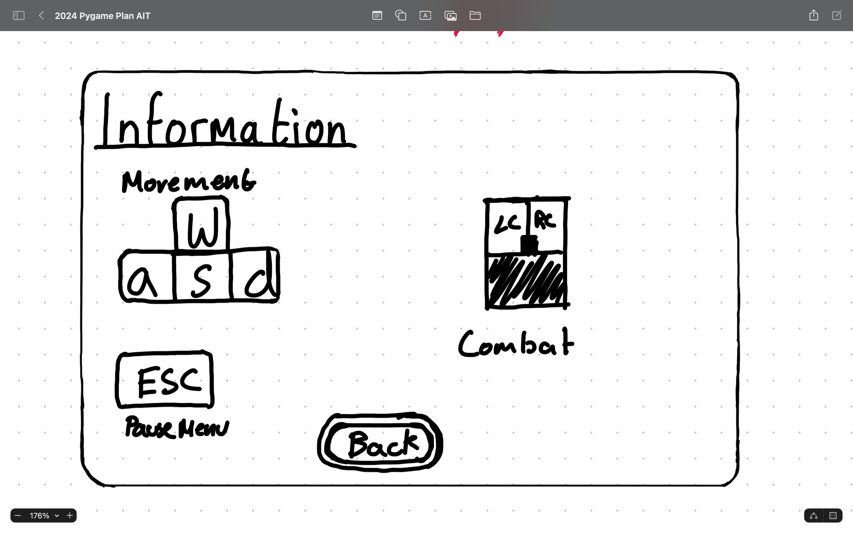 2024 Pygame Plan AIT
Information
Movement
W
a s d
LC RC
Combat
ESC
Pause Menu
Back
176%